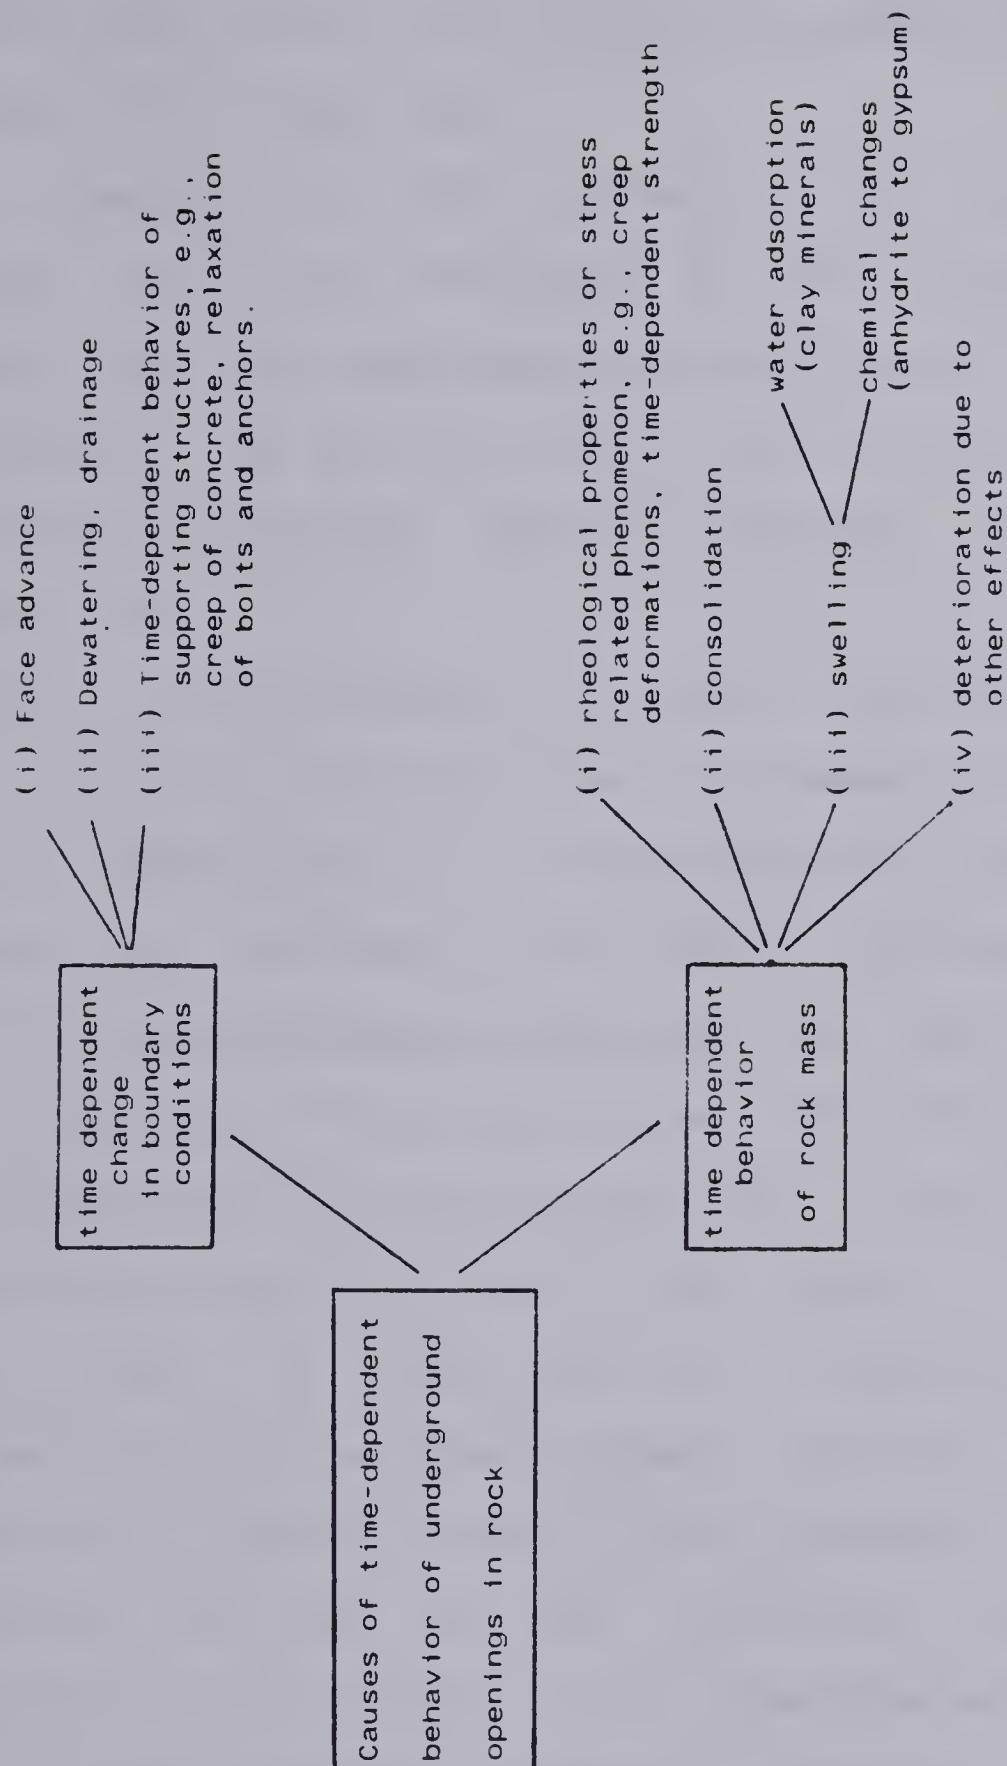 Causes of time-dependent
behavior of underground
openings in rock
time dependent
change
in boundary
conditions
(i) Face advance
(ii) Dewatering, drainage
(iii) Time-dependent behavior of
supporting structures, e.g.,
creep of concrete, relaxation
of bolts and anchors.
time dependent
behavior
of rock mass
(i) rheological properties or stress
related phenomenon, e.g., creep
deformations, time-dependent strength
(ii) consolidation
(iii) swelling
water adsorption
(clay minerals)
chemical changes
(anhydrite to gypsum)
(iv) deterioration due to
other effects